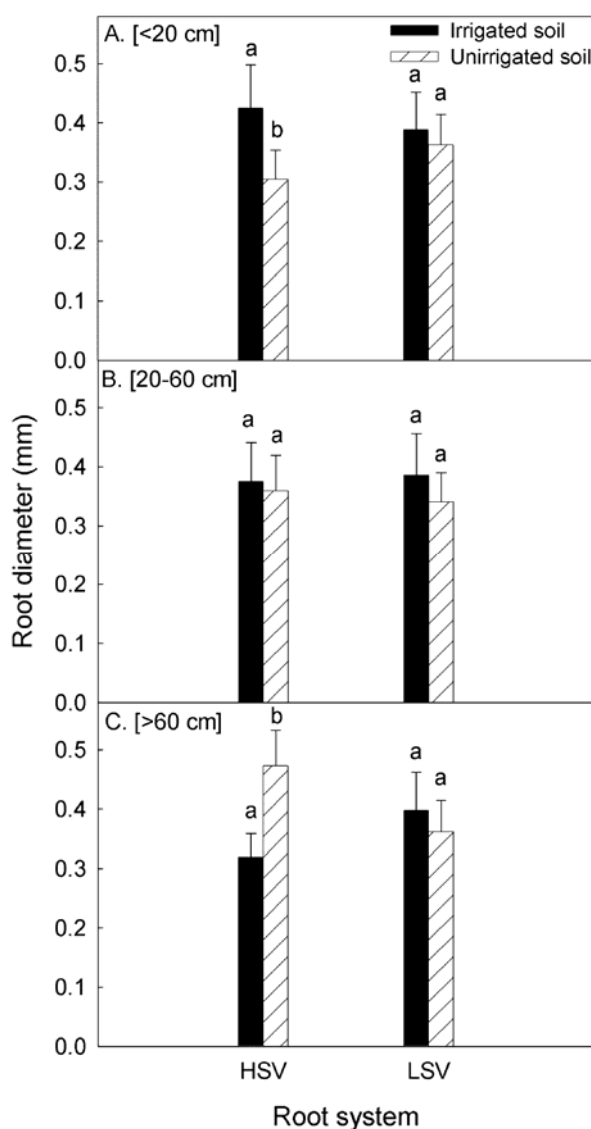 A. [<20 cm]
Irrigated soil
Unirrigated soil
a
b
a
a
0.5
0.4
0.3
0.2
0.1
0.0
B. [20-60 cm]
a
a
a
a
0.5
0.4
0.3
0.2
0.1
0.0
C. [>60 cm]
a
b
a
a
0.5
0.4
0.3
0.2
0.1
0.0
Root diameter (mm)
HSV
LSV
Root system